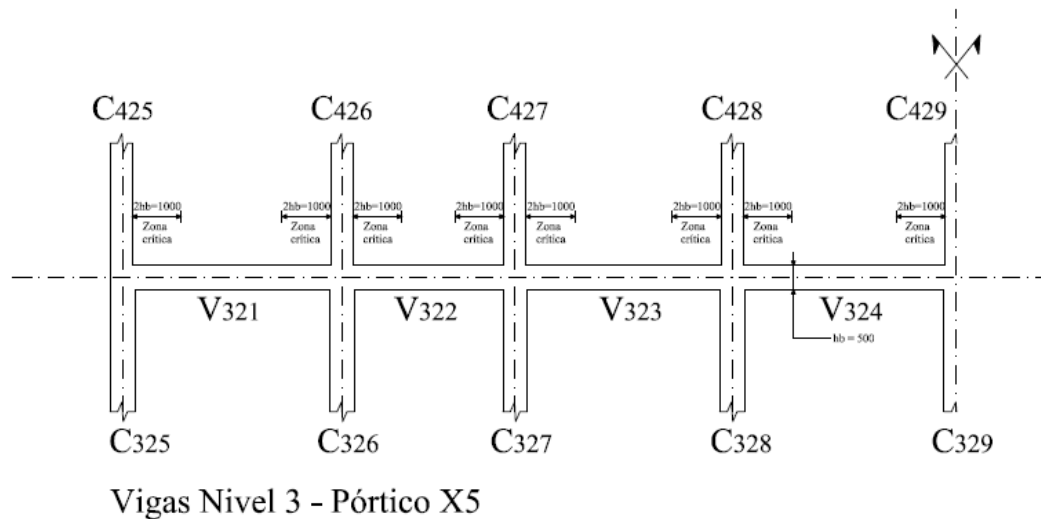 C425 C426 C427 C428 C429
2hb=1000 2hb=1000 2hb=1000 2hb=1000 2hb=1000 2hb=1000 2hb=1000 2hb=1000
Zona Zona Zona Zona Zona Zona Zona Zona
crítica crítica crítica crítica crítica crítica crítica crítica
V321 V322 V323 V324
hb = 500
C325 C326 C327 C328 C329
Vigas Nivel 3 - Pórtico X5